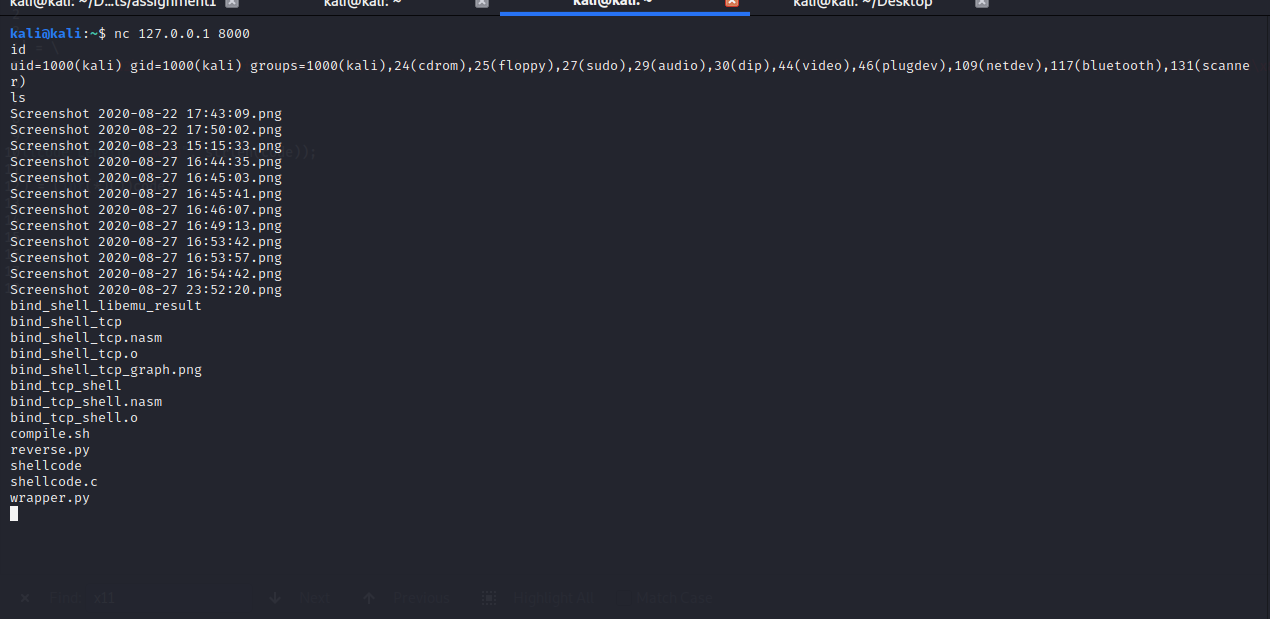 kali@kali: ~/D...ts/assignment1 kali@kali: ~ kali@kali: ~ kali@kali: ~/Desktop
kali@kali:~$ nc 127.0.0.1 8000
id
uid=1000(kali) gid=1000(kali) groups=1000(kali),24(cdrom),25(floppy),27(sudo),29(audio),30(dip),44(video),46(plugdev),109(netdev),117(bluetooth),131(scanne
r)
ls
Screenshot 2020-08-22 17:43:09.png
Screenshot 2020-08-22 17:50:02.png
Screenshot 2020-08-23 15:15:33.png
Screenshot 2020-08-27 16:44:35.png
Screenshot 2020-08-27 16:45:03.png
Screenshot 2020-08-27 16:45:41.png
Screenshot 2020-08-27 16:46:07.png
Screenshot 2020-08-27 16:49:13.png
Screenshot 2020-08-27 16:53:42.png
Screenshot 2020-08-27 16:53:57.png
Screenshot 2020-08-27 16:54:42.png
Screenshot 2020-08-27 23:52:20.png
bind_shell_libemu_result
bind_shell_tcp
bind_shell_tcp.nasm
bind_shell_tcp.o
bind_shell_tcp_graph.png
bind_tcp_shell
bind_tcp_shell.nasm
bind_tcp_shell.o
compile.sh
reverse.py
shellcode
shellcode.c
wrapper.py
Find: Next Previous Highlight All Match Case